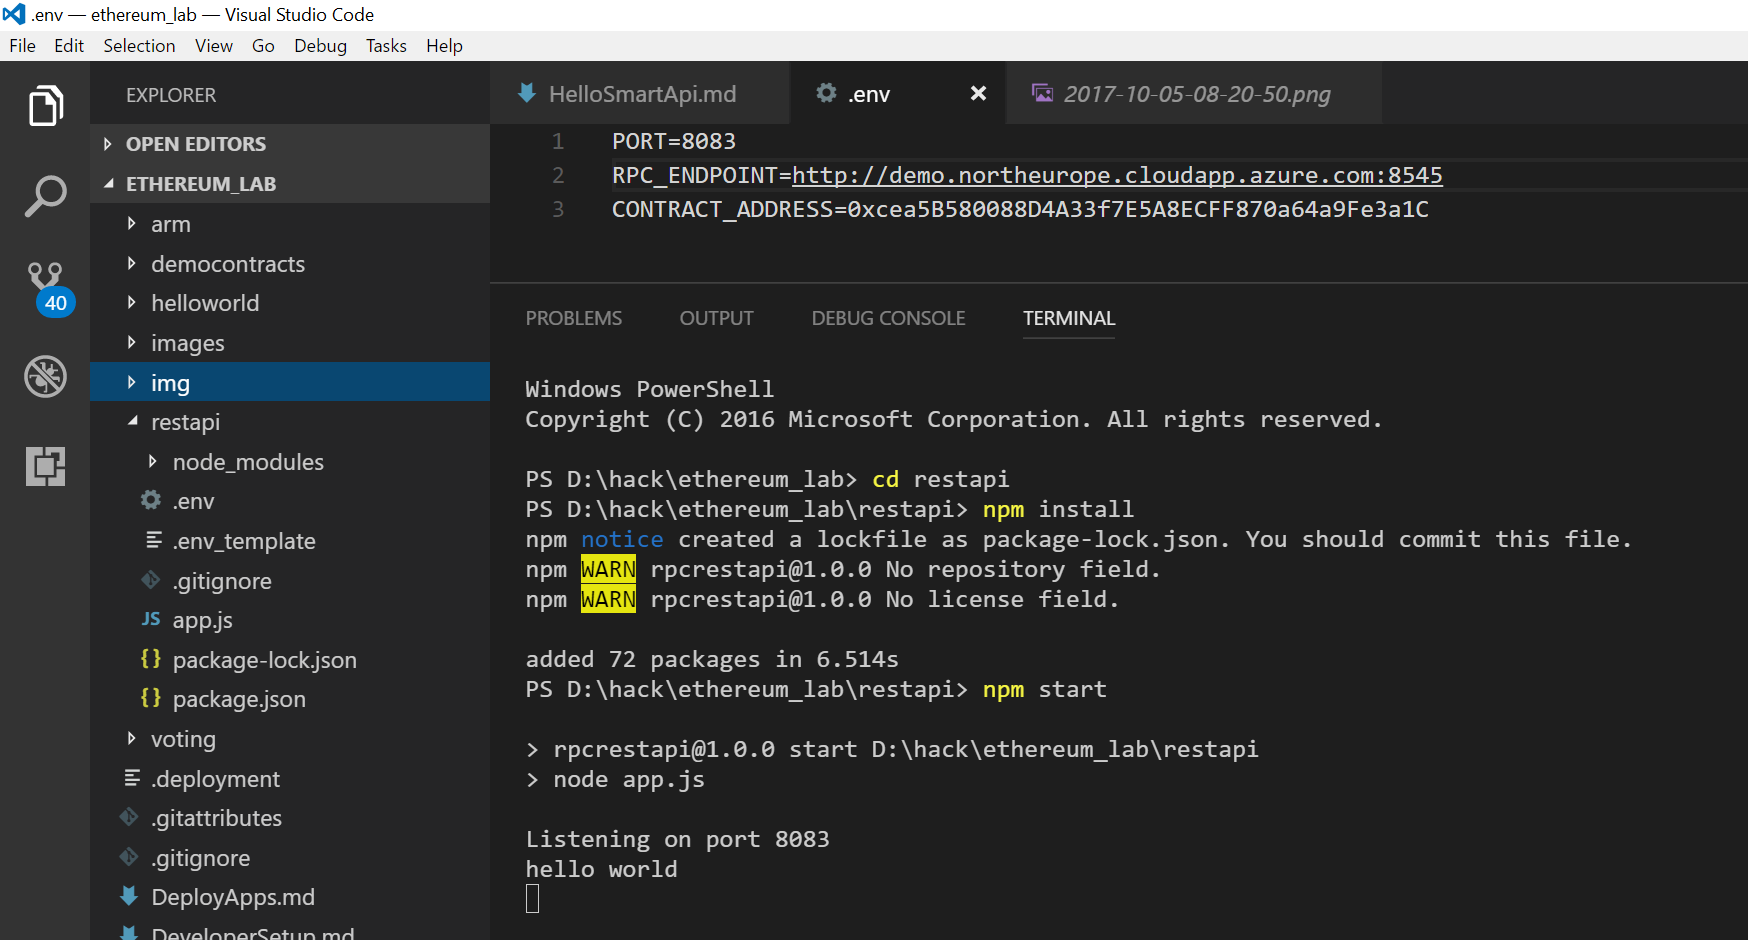 .env — ethereum_lab — Visual Studio Code
File Edit Selection View Go Debug Tasks Help
EXPLORER
OPEN EDITORS
ETHEREUM_LAB
arm
democontracts
helloworld
images
img
restapi
node_modules
.env
.env_template
.gitignore
JS app.js
{} package-lock.json
{} package.json
voting
.deployment
.gitattributes
.gitignore
DeployApps.md
DeveloperSetup.md
40
HelloSmartApi.md
.env
2017-10-05-08-20-50.png
1 PORT=8083
2 RPC_ENDPOINT=http://demo.northeurope.cloudapp.azure.com:8545
3 CONTRACT_ADDRESS=0xcea5B580088D4A33f7E5A8ECFF870a64a9Fe3a1C
PROBLEMS OUTPUT DEBUG CONSOLE TERMINAL
Windows PowerShell
Copyright (C) 2016 Microsoft Corporation. All rights reserved.
PS D:\hack\ethereum_lab> cd restapi
PS D:\hack\ethereum_lab\restapi> npm install
npm notice created a lockfile as package-lock.json. You should commit this file.
npm WARN rpcrestapi@1.0.0 No repository field.
npm WARN rpcrestapi@1.0.0 No license field.
added 72 packages in 6.514s
PS D:\hack\ethereum_lab\restapi> npm start
> rpcrestapi@1.0.0 start D:\hack\ethereum_lab\restapi
> node app.js
Listening on port 8083
hello world